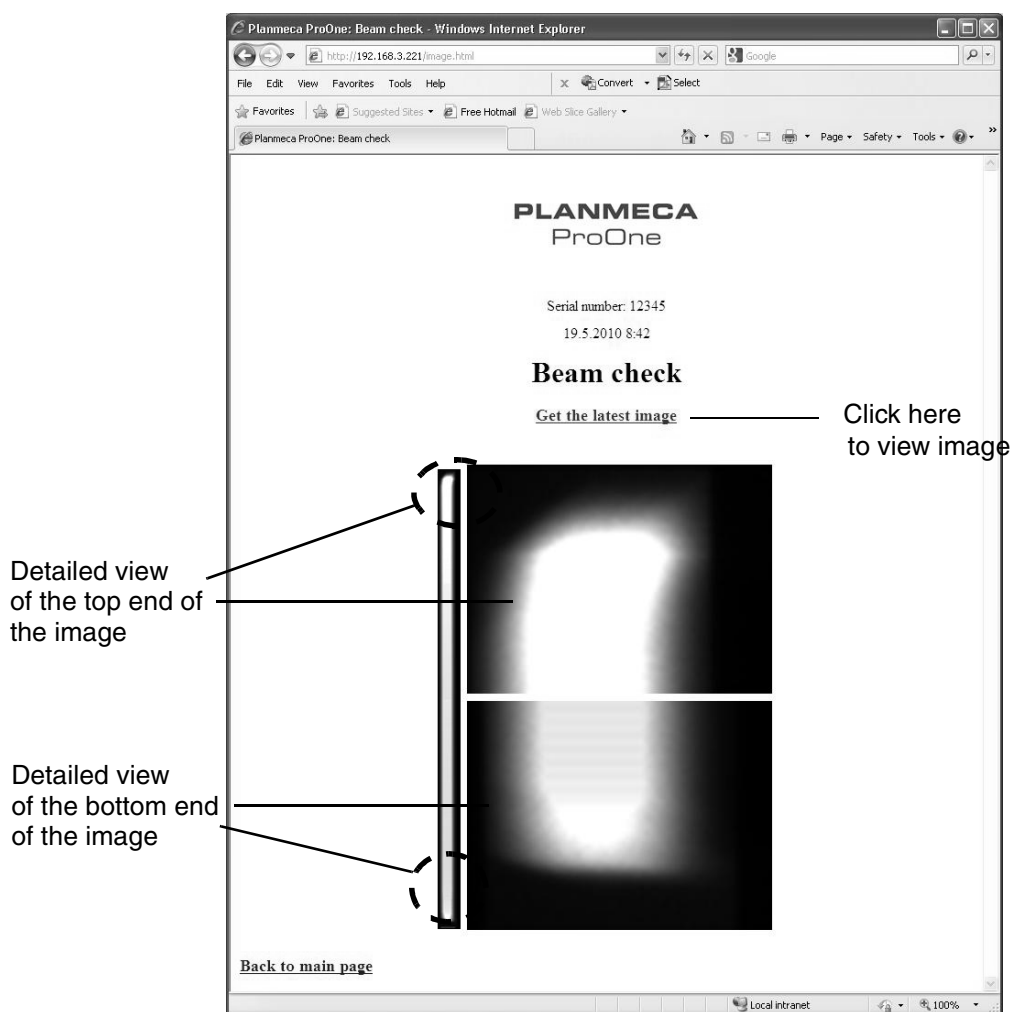 Planmeca ProOne: Beam check - Windows Internet Explorer
http://192.168.3.221/image.html
Google
File Edit View Favorites Tools Help
x Convert Select
Favorites Suggested Sites Free Hotmail Web Slice Gallery
Planmeca ProOne: Beam check
Page Safety Tools »
PLANMECA
ProOne
Serial number: 12345
19.5.2010 8:42
Beam check
Get the latest image
Click here
to view image
Detailed view
of the top end of
the image
Detailed view
of the bottom end
of the image
Back to main page
Local intranet
100%